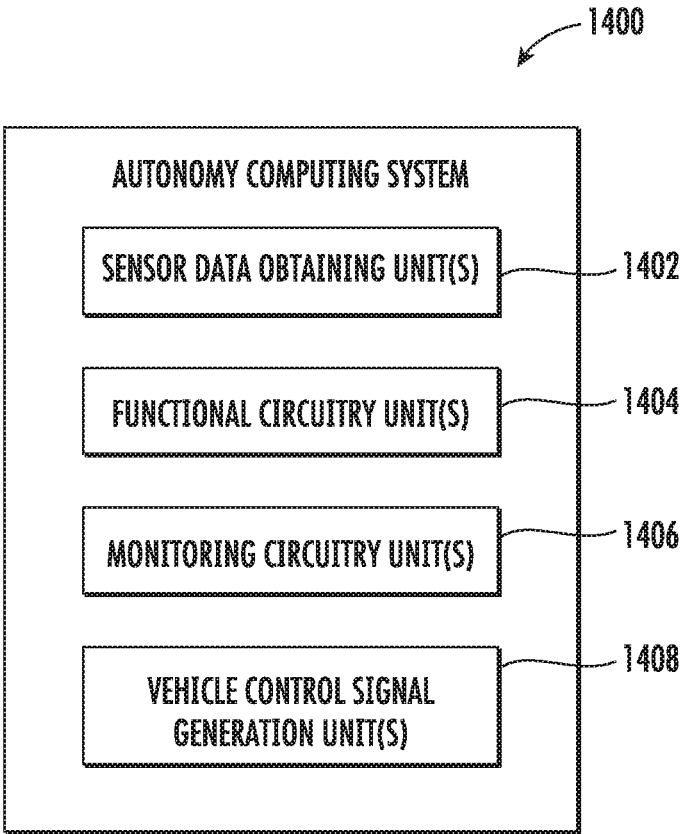 1400
AUTONOMY COMPUTING SYSTEM
SENSOR DATA OBTAINING UNIT(S)
1402
FUNCTIONAL CIRCUITRY UNIT(S)
1404
MONITORING CIRCUITRY UNIT(S)
1406
VEHICLE CONTROL SIGNAL
GENERATION UNIT(S)
1408